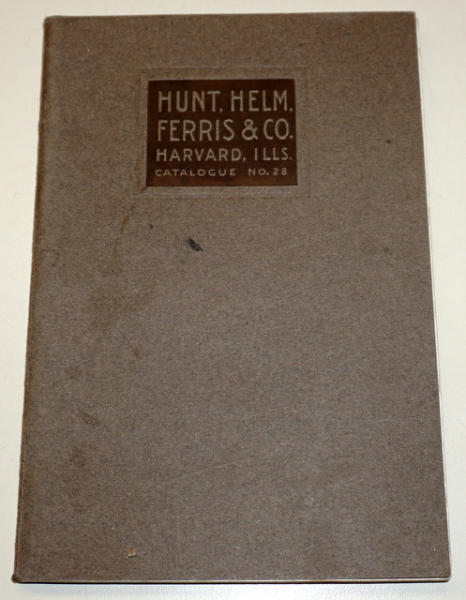 HUNT, HELM,
FERRIS & CO.
HARVARD, ILLS.
CATALOGUE NO. 28